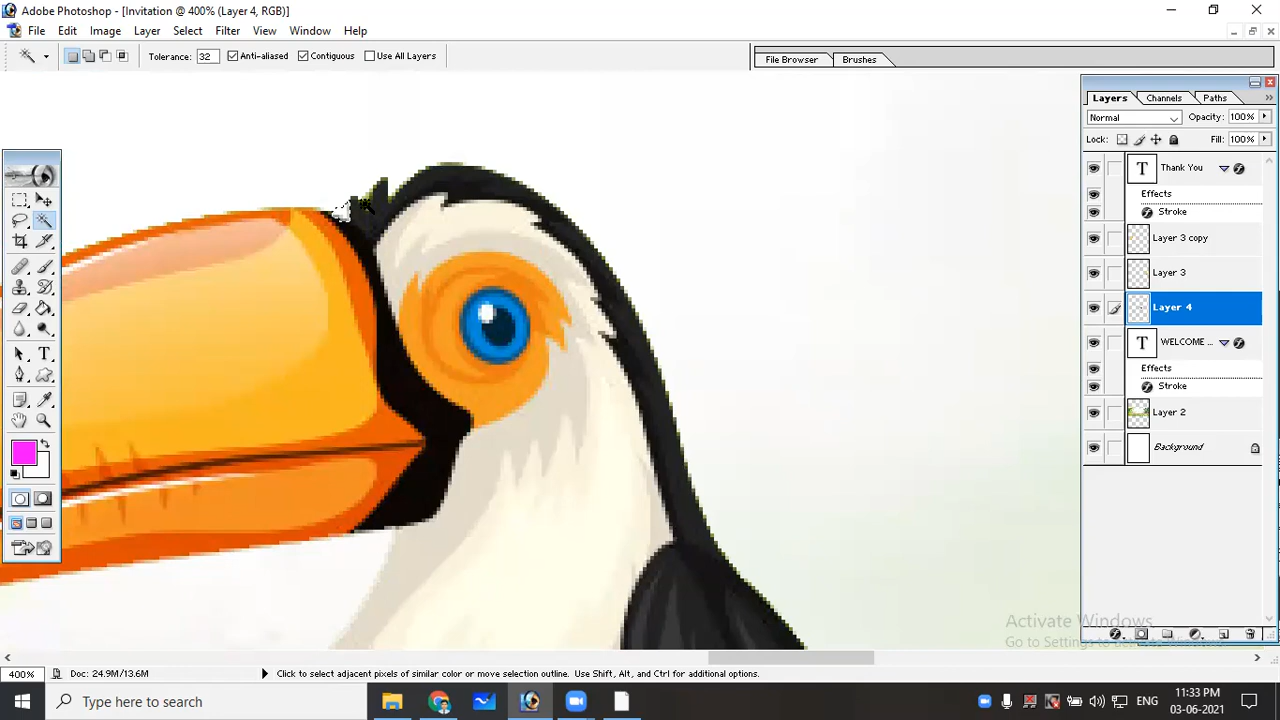 Adobe Photoshop - [Invitation @ 400% (Layer 4, RGB)]
File Edit Image Layer Select Filter View Window Help
Tolerance: 32 Anti-aliased Contiguous Use All Layers File Browser Brushes
Layers Channels Paths
Normal Opacity: 100%
Lock: Fill: 100%
T Thank You
Effects
Stroke
Layer 3 copy
Layer 3
Layer 4
T WELCOME ...
Effects
Stroke
Layer 2
Background
Activate Windows
Go to Settings to activate Windows.
400% Doc: 24.9M/13.6M Click to select adjacent pixels of similar color or move selection outline. Use Shift, Alt, and Ctrl for additional options.
Type here to search
ENG
11:33 PM
03-06-2021